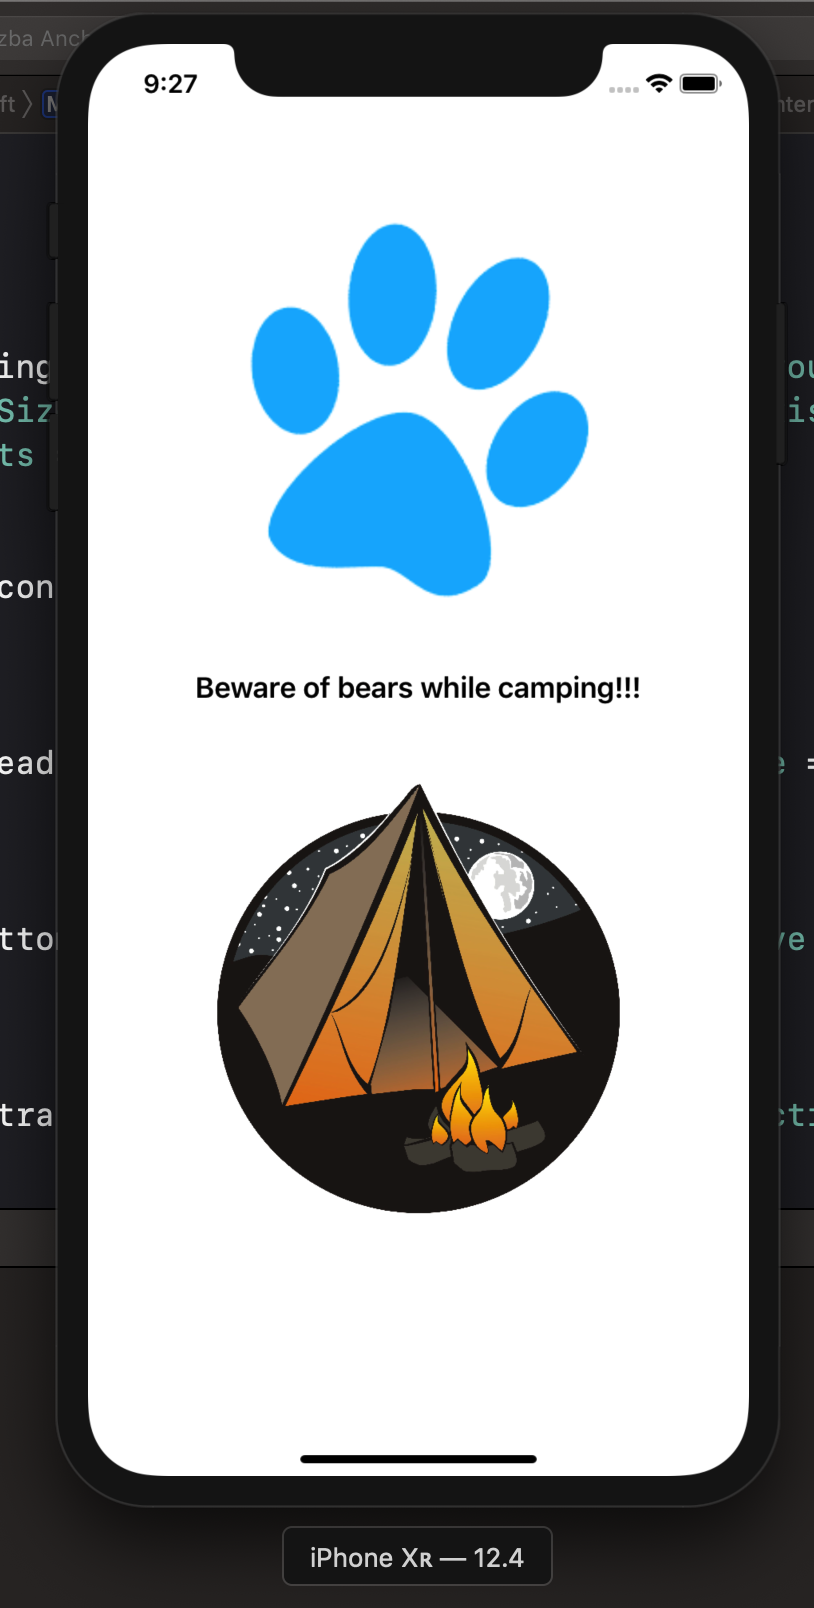 zba Anch
ft
9:27
nter
ing
ou
Siz
is
ts
con
Beware of bears while camping!!!
ead
=
tto
ve
tra
cti
iPhone XR — 12.4